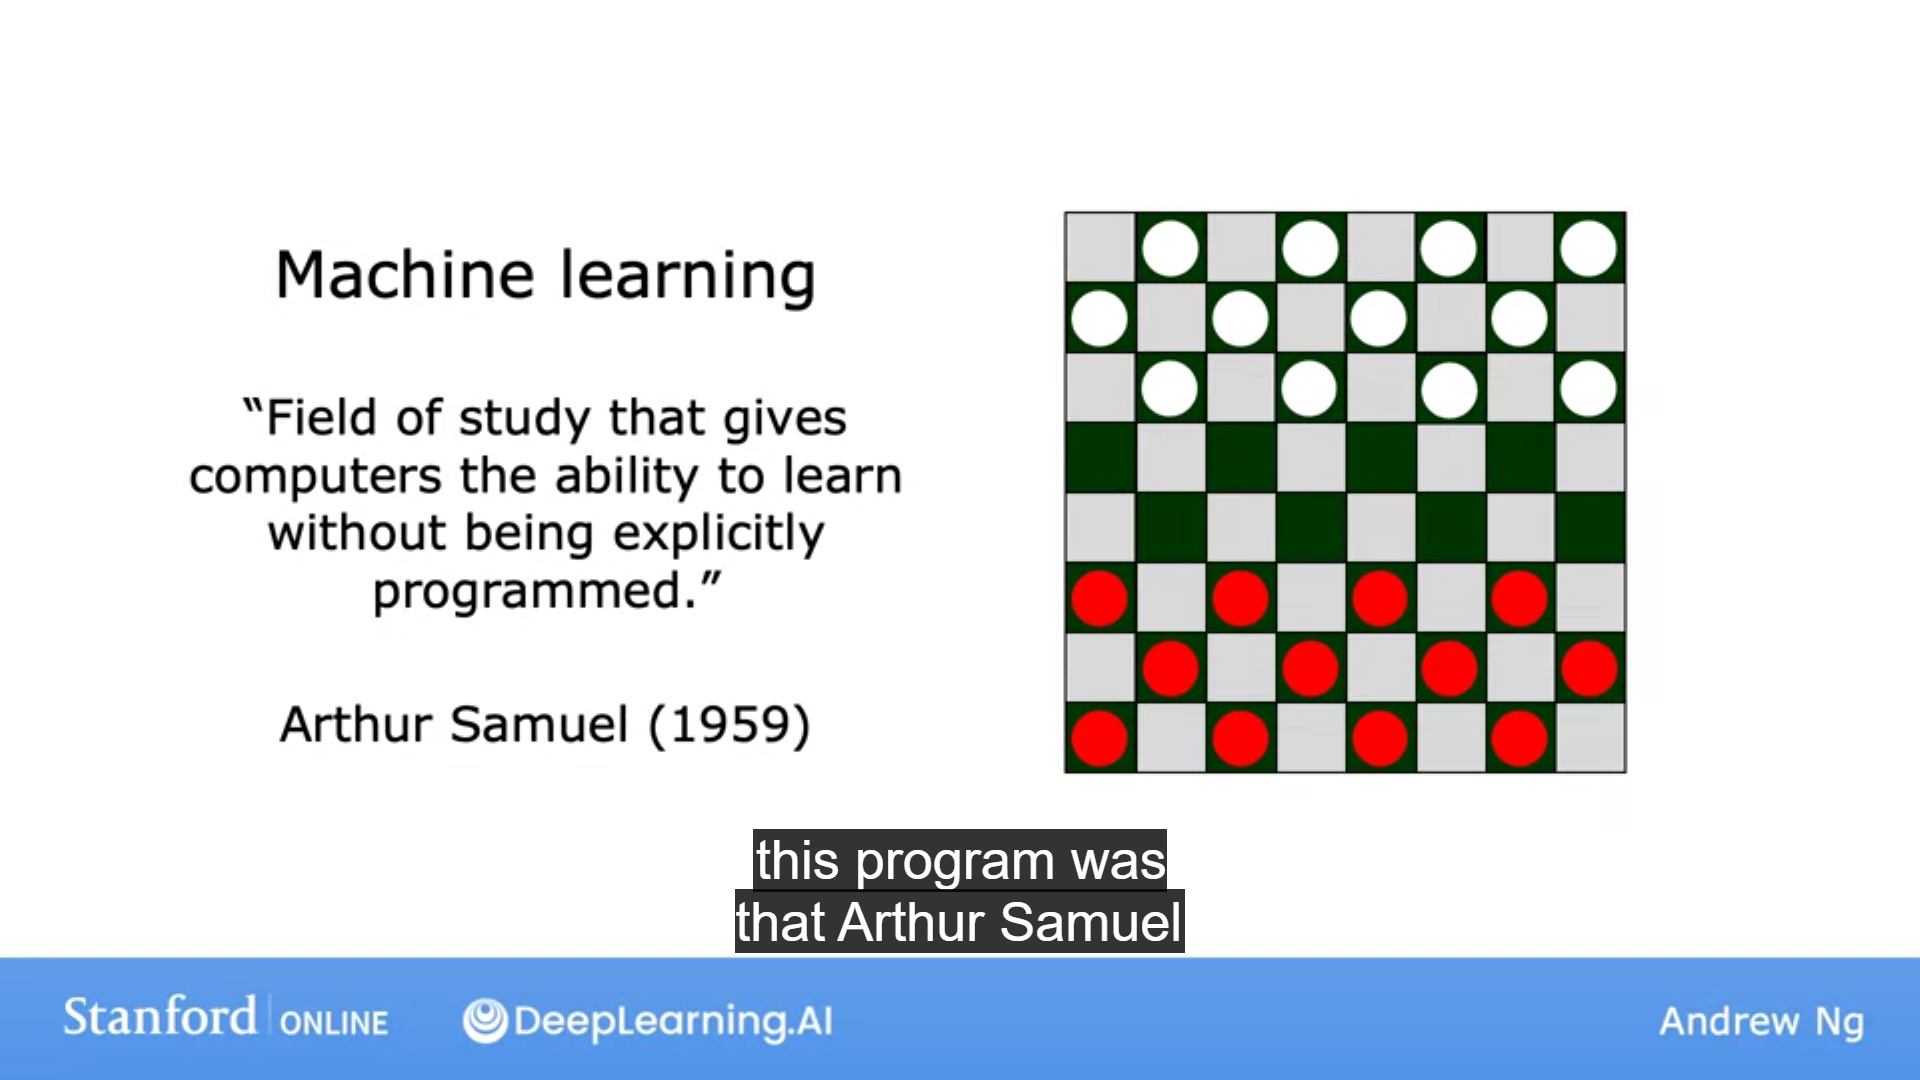 Machine learning
“Field of study that gives
computers the ability to learn
without being explicitly
programmed.”
Arthur Samuel (1959)
this program was
that Arthur Samuel
Stanford ONLINE
DeepLearning.AI
Andrew Ng